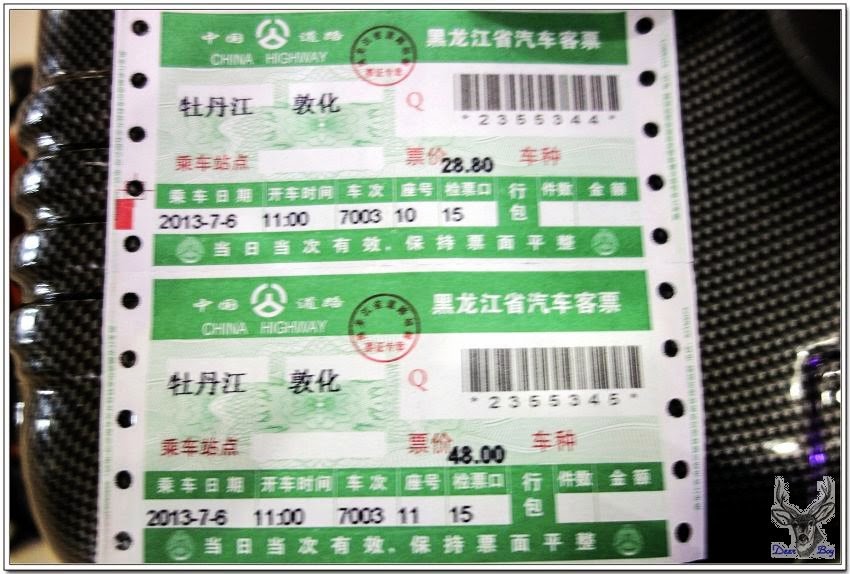 中国 道路
CHINA HIGHWAY
黑龙江省汽车客票
牡丹江 敦化
Q
*2355344*
乘车站点 票价28.80 车种
乘车日期 开车时间 车次 座号 检票口 行包 件数 金额
2013-7-6 11:00 7003 10 15
当日当次有效，保持票面平整
中国 道路
CHINA HIGHWAY
黑龙江省汽车客票
牡丹江 敦化
Q
*2355345*
乘车站点 票价48.00 车种
乘车日期 开车时间 车次 座号 检票口 行包 件数 金额
2013-7-6 11:00 7003 11 15
当日当次有效，保持票面平整
Deer Boy